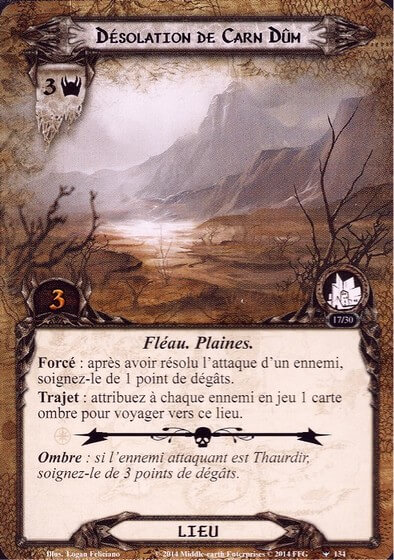 Désolation de Carn Dûm
3
3
17/30
Fléau. Plaines.
Forcé : après avoir résolu l'attaque d'un ennemi,
soignez-le de 1 point de dégâts.
Trajet : attribuez à chaque ennemi en jeu 1 carte
ombre pour voyager vers ce lieu.
Ombre : si l'ennemi attaquant est Thaurdir,
soignez-le de 3 points de dégâts.
LIEU
Illus. Logan Feliciano © 2014 Middle-earth Enterprises © 2014 FFG 134